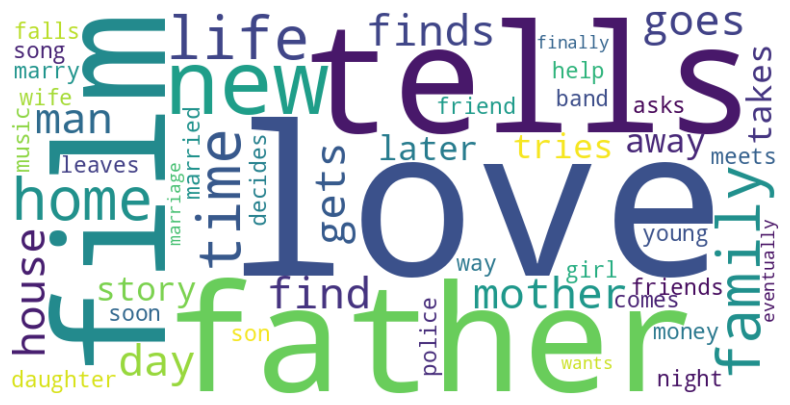 falls
song
marry
wife
music
man
leaves
home
house
film
life
new
married
marriage
time
decides
gets
tells
finds
goes
finally
help
band
friend
asks
takes
away
meets
later
tries
love
young
family
eventually
way
girl
friends
mother
comes
find
story
soon
day
daughter
son
father
police
money
wants
night